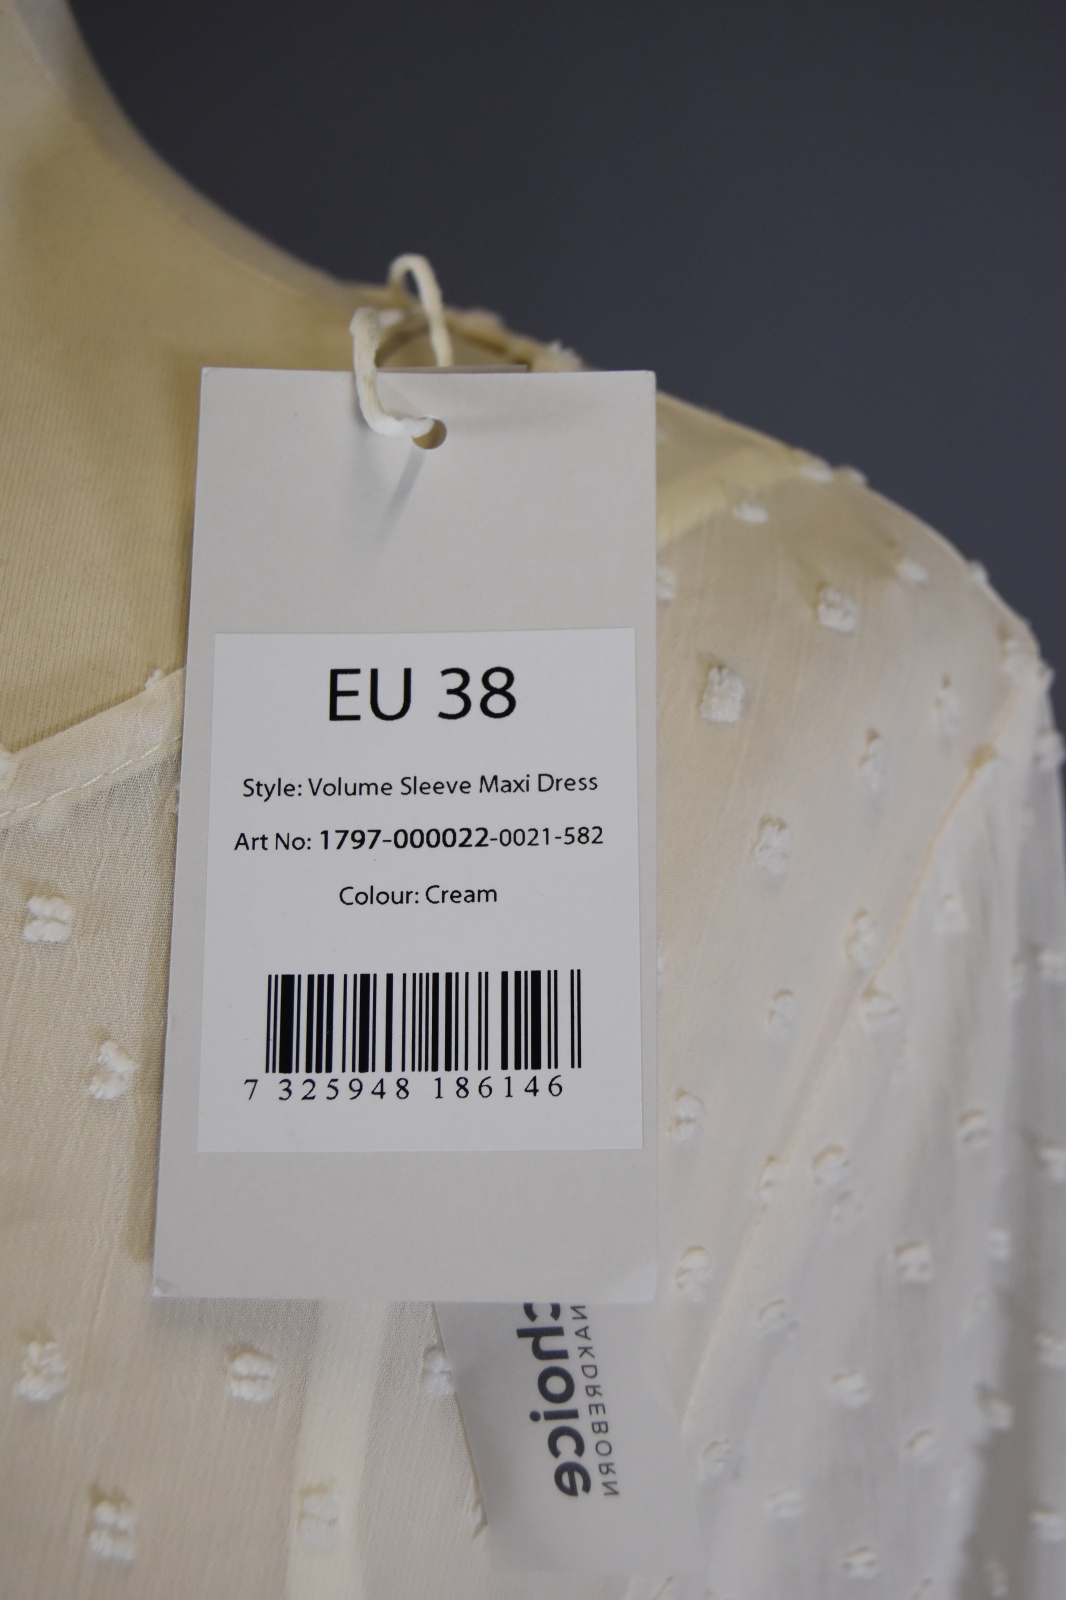 EU 38
Style: Volume Sleeve Maxi Dress
Art No: 1797-000022-0021-582
Colour: Cream
7 325948 186146
NAKDREBORN